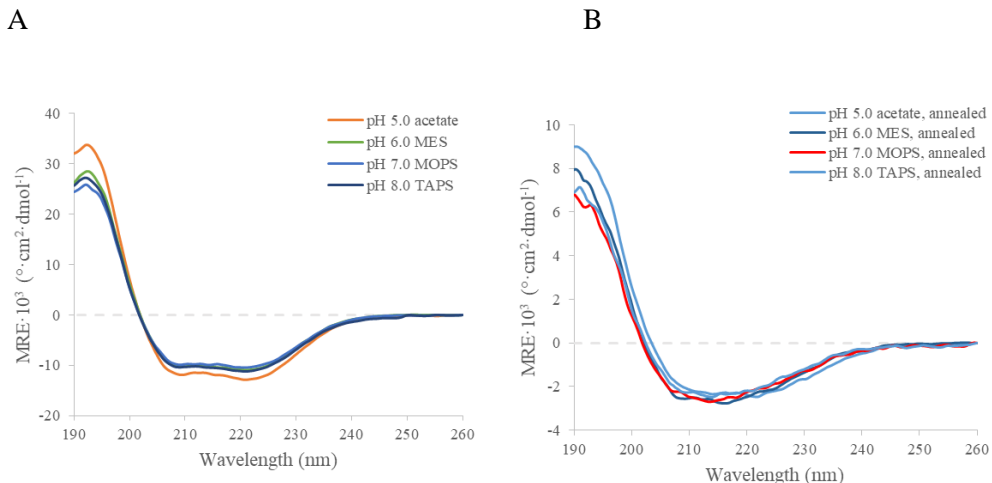 A
B
MRE·10³ (°·cm²·dmol⁻¹)
40
30
20
10
0
-10
-20
190 200 210 220 230 240 250 260
Wavelength (nm)
pH 5.0 acetate
pH 6.0 MES
pH 7.0 MOPS
pH 8.0 TAPS
MRE·10³ (°·cm²·dmol⁻¹)
10
8
6
4
2
0
-2
-4
190 200 210 220 230 240 250 260
Wavelength (nm)
pH 5.0 acetate, annealed
pH 6.0 MES, annealed
pH 7.0 MOPS, annealed
pH 8.0 TAPS, annealed